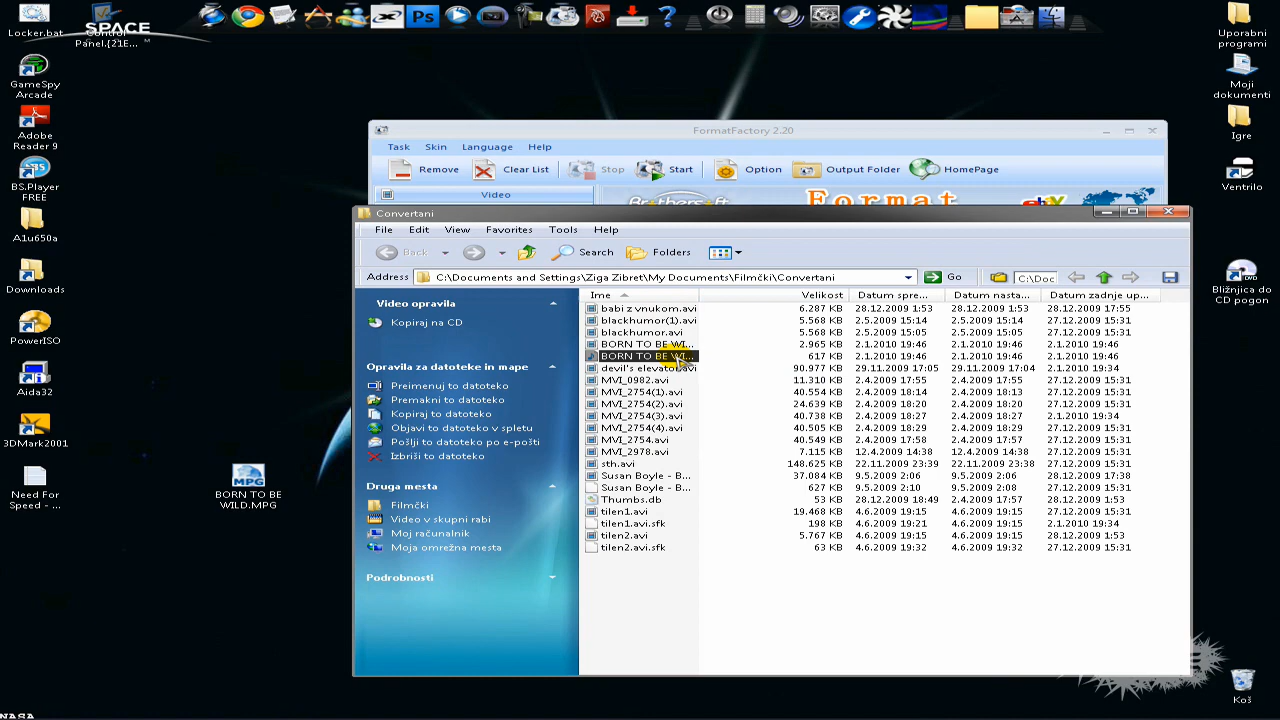 Locker.bat
Control
Panel.{21E...
SPACE
GameSpy
Arcade
Adobe
Reader 9
BS.Player
FREE
A1u650a
Downloads
PowerISO
Aida32
3DMark2001
Need For
Speed - ...
BORN TO BE
WILD.MPG
Uporabni
programi
Moji
dokumenti
Igre
Ventrilo
Bližnjica do
CD pogon
Koš
NASA
FormatFactory 2.20
Task Skin Language Help
Remove Clear List Stop Start Option Output Folder HomePage
Video
Brothersoft
Format
ebY
Convertani
File Edit View Favorites Tools Help
Back Search Folders
Address C:\Documents and Settings\Ziga Zibret\My Documents\Filmčki\Convertani Go C:\Doc
Video opravila
Kopiraj na CD
Opravila za datoteke in mape
Preimenuj to datoteko
Premakni to datoteko
Kopiraj to datoteko
Objavi to datoteko v spletu
Pošlji to datoteko po e-pošti
Izbriši to datoteko
Druga mesta
Filmčki
Video v skupni rabi
Moj računalnik
Moja omrežna mesta
Podrobnosti
Ime Velikost Datum spre... Datum nasta... Datum zadnje up...
babi z vnukom.avi 6.287 KB 28.12.2009 1:53 28.12.2009 1:53 28.12.2009 17:55
blackhumor(1).avi 5.568 KB 2.5.2009 15:14 2.5.2009 15:14 27.12.2009 15:31
blackhumor.avi 5.568 KB 2.5.2009 15:05 2.5.2009 15:05 27.12.2009 15:31
BORN TO BE WI... 2.965 KB 2.1.2010 19:46 2.1.2010 19:46 2.1.2010 19:46
BORN TO BE WI... 617 KB 2.1.2010 19:46 2.1.2010 19:46 2.1.2010 19:46
devil's elevator.avi 90.977 KB 29.11.2009 17:05 29.11.2009 17:04 2.1.2010 19:34
MVI_0982.avi 11.310 KB 2.4.2009 17:55 2.4.2009 17:55 27.12.2009 15:31
MVI_2754(1).avi 40.554 KB 2.4.2009 18:14 2.4.2009 18:13 27.12.2009 15:31
MVI_2754(2).avi 24.639 KB 2.4.2009 18:20 2.4.2009 18:20 27.12.2009 15:31
MVI_2754(3).avi 40.738 KB 2.4.2009 18:27 2.4.2009 18:27 2.1.2010 19:34
MVI_2754(4).avi 40.505 KB 2.4.2009 18:29 2.4.2009 18:29 27.12.2009 15:31
MVI_2754.avi 40.549 KB 2.4.2009 17:58 2.4.2009 17:57 27.12.2009 15:31
MVI_2978.avi 7.115 KB 12.4.2009 14:38 12.4.2009 14:38 27.12.2009 15:31
sth.avi 148.625 KB 22.11.2009 23:39 22.11.2009 23:38 27.12.2009 15:31
Susan Boyle - B... 37.084 KB 9.5.2009 2:06 9.5.2009 2:06 28.12.2009 17:38
Susan Boyle - B... 627 KB 9.5.2009 2:10 9.5.2009 2:07 27.12.2009 15:31
Thumbs.db 53 KB 28.12.2009 18:49 2.4.2009 17:57 28.12.2009 1:53
tilen1.avi 19.468 KB 4.6.2009 19:15 4.6.2009 19:15 27.12.2009 15:31
tilen1.avi.sfk 198 KB 4.6.2009 19:21 4.6.2009 19:15 2.1.2010 19:34
tilen2.avi 5.767 KB 4.6.2009 19:15 4.6.2009 19:15 28.12.2009 1:53
tilen2.avi.sfk 63 KB 4.6.2009 19:32 4.6.2009 19:32 27.12.2009 15:31